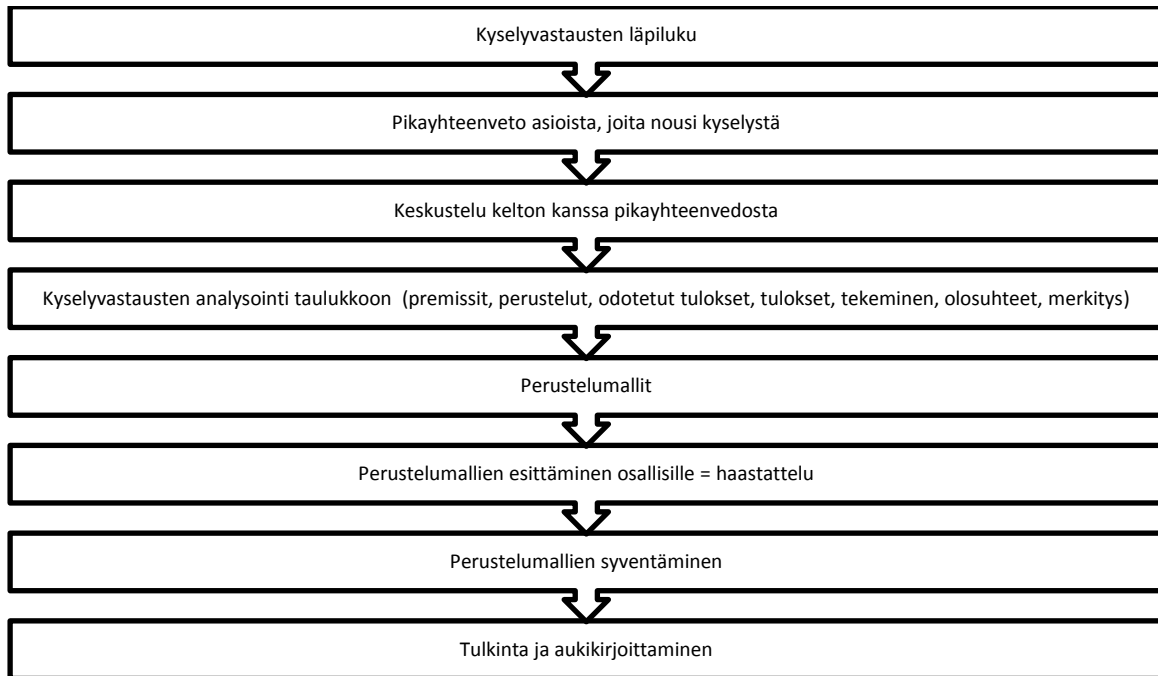 Kyselyvastausten läpiluku
Pikayhteenveto asioista, joita nousi kyselystä
Keskustelu kelton kanssa pikayhteenvedosta
Kyselyvastausten analysointi taulukkoon (premissit, perustelut, odotetut tulokset, tulokset, tekeminen, olosuhteet, merkitys)
Perustelumallit
Perustelumallien esittäminen osallisille = haastattelu
Perustelumallien syventäminen
Tulkinta ja aukikirjoittaminen